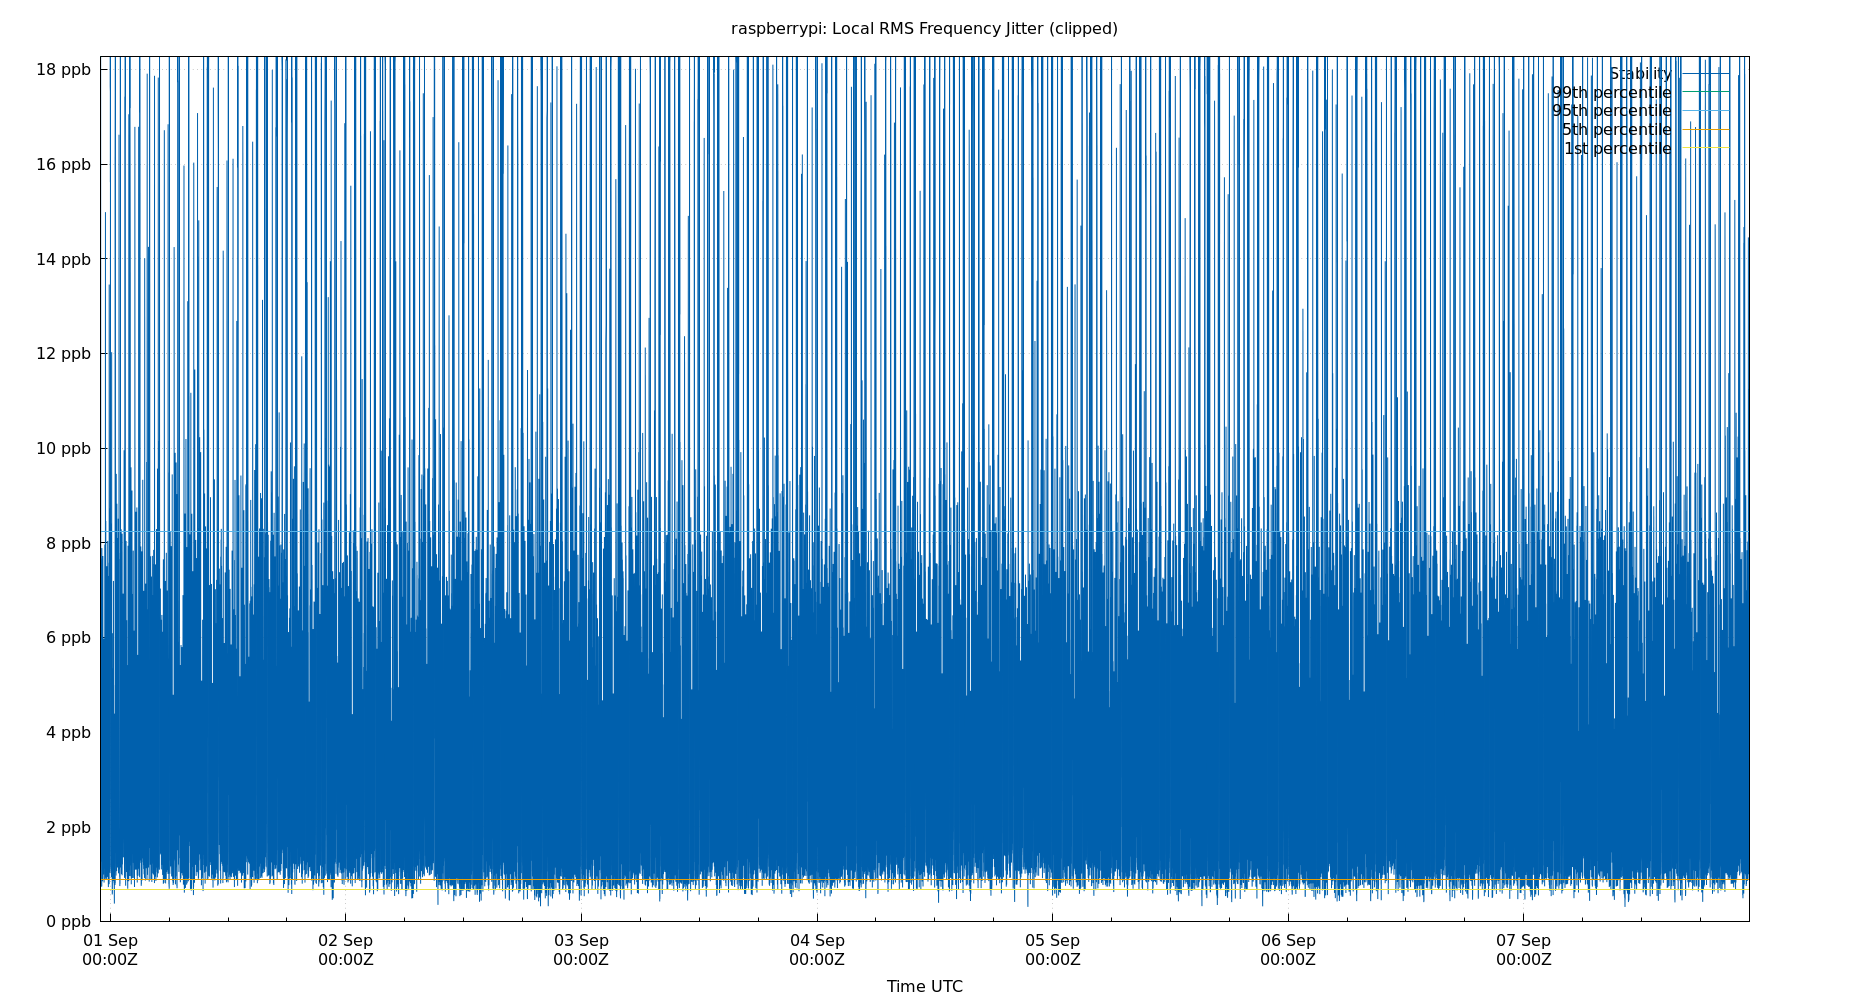 raspberrypi: Local RMS Frequency Jitter (clipped)
18 ppb
16 ppb
14 ppb
12 ppb
10 ppb
8 ppb
6 ppb
4 ppb
2 ppb
0 ppb
Stability
99th percentile
95th percentile
5th percentile
1st percentile
01 Sep
00:00Z
02 Sep
00:00Z
03 Sep
00:00Z
04 Sep
00:00Z
05 Sep
00:00Z
06 Sep
00:00Z
07 Sep
00:00Z
Time UTC